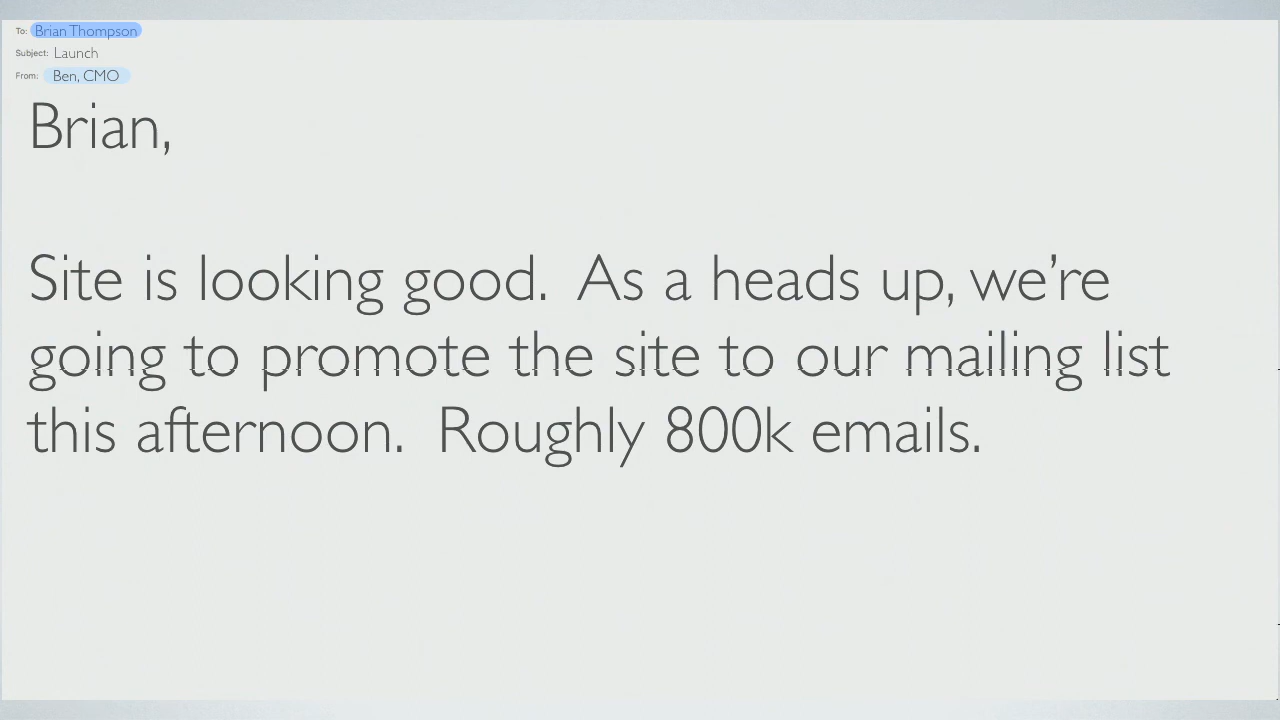 To: Brian Thompson
Subject: Launch
From: Ben, CMO
Brian,
Site is looking good. As a heads up, we’re
going to promote the site to our mailing list
this afternoon. Roughly 800k emails.